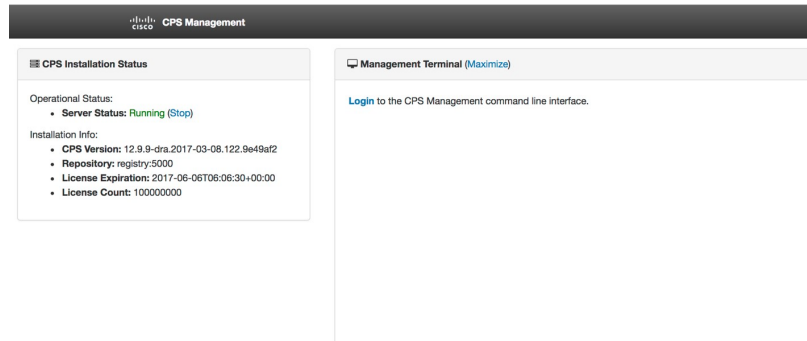 CISCO CPS Management
CPS Installation Status
Operational Status:
• Server Status: Running (Stop)
Installation Info:
• CPS Version: 12.9.9-dra.2017-03-08.122.9e49af2
• Repository: registry:5000
• License Expiration: 2017-06-06T06:06:30+00:00
• License Count: 100000000
Management Terminal (Maximize)
Login to the CPS Management command line interface.